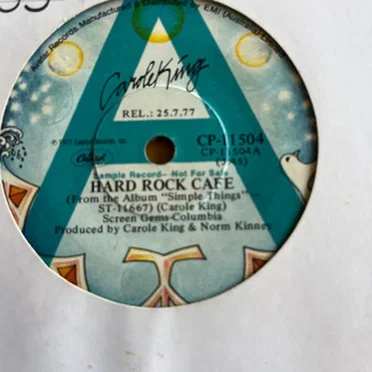 Manufactured & Distributed by EMI (Australia) Limited
Carole King
REL.: 25.7.77
© 1977 Capitol Records, Inc.
CP-11504
CP-11504A
Capitol
Sample Record— Not For Sale
HARD ROCK CAFE
(From the Album "Simple Things"
ST-11667) (Carole King)
Screen Gems-Columbia
Produced by Carole King & Norm Kinney